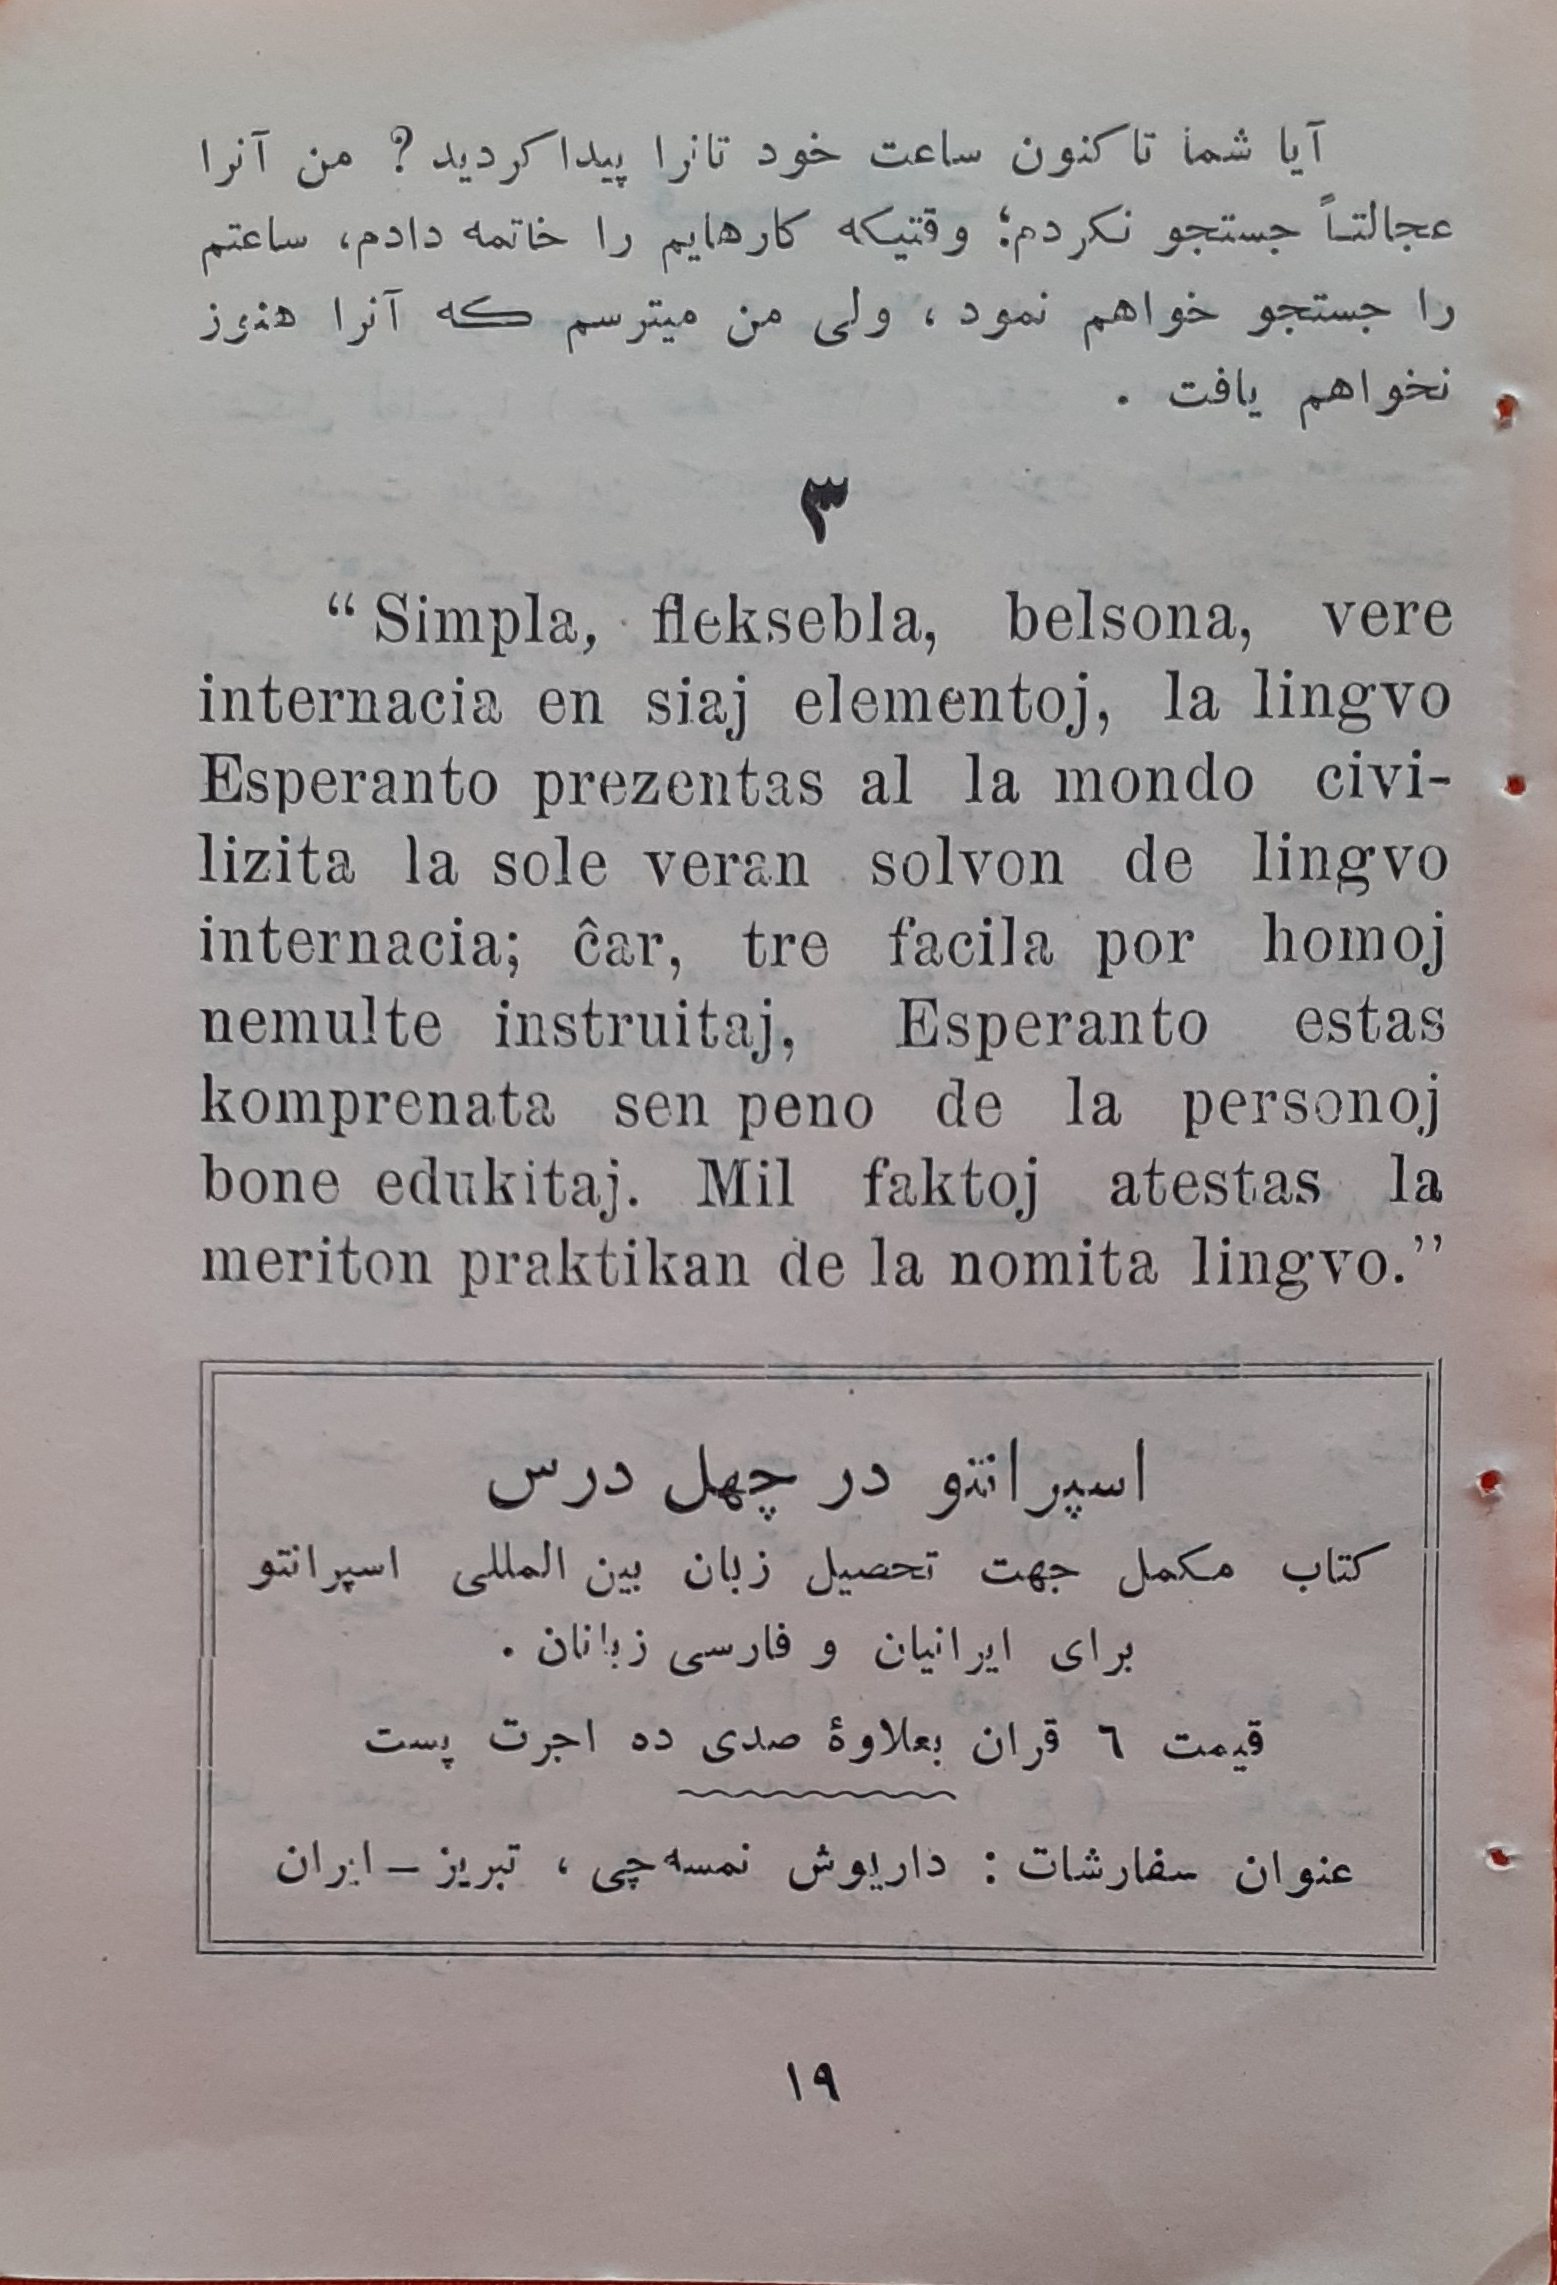 آیا شما تا کنون ساعت خود تانرا پیدا کردید ? من آنرا
عجالتاً جستجو نکردم؛ وقتیکه کارهایم را خاتمه دادم، ساعتم
را جستجو خواهم نمود ، ولی من میترسم که آنرا هنوز
نخواهم یافت .
۳
“Simpla, fleksebla, belsona, vere
internacia en siaj elementoj, la lingvo
Esperanto prezentas al la mondo civi-
lizita la sole veran solvon de lingvo
internacia; ĉar, tre facila por homoj
nemulte instruitaj, Esperanto estas
komprenata sen peno de la personoj
bone edukitaj. Mil faktoj atestas la
meriton praktikan de la nomita lingvo.”
اسپرانتو در چهل درس
کتاب مکمل جهت تحصیل زبان بین المللی اسپرانتو
برای ایرانیان و فارسی زبانان .
قیمت ٦ قران بعلاوهٔ صدی ده اجرت پست
عنوان سفارشات : داریوش نمسه‌چی ، تبریز ــ ایران
۱۹